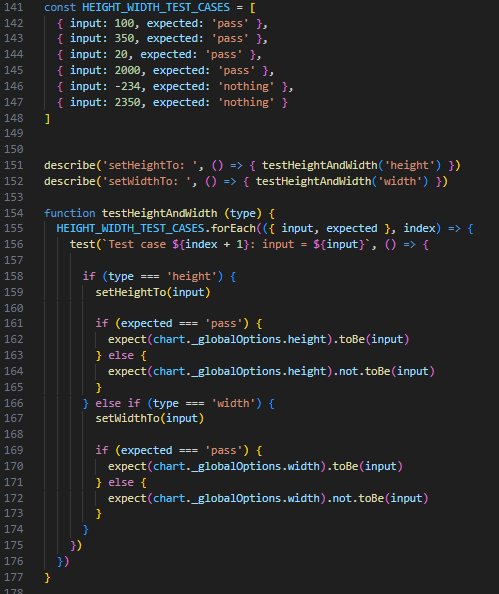 141 const HEIGHT_WIDTH_TEST_CASES = [
142   { input: 100, expected: 'pass' },
143   { input: 350, expected: 'pass' },
144   { input: 20, expected: 'pass' },
145   { input: 2000, expected: 'pass' },
146   { input: -234, expected: 'nothing' },
147   { input: 2350, expected: 'nothing' }
148 ]
149
150
151 describe('setHeightTo: ', () => { testHeightAndWidth('height') })
152 describe('setWidthTo: ', () => { testHeightAndWidth('width') })
153
154 function testHeightAndWidth (type) {
155   HEIGHT_WIDTH_TEST_CASES.forEach(({ input, expected }, index) => {
156     test(`Test case ${index + 1}: input = ${input}`, () => {
157
158       if (type === 'height') {
159         setHeightTo(input)
160
161         if (expected === 'pass') {
162           expect(chart._globalOptions.height).toBe(input)
163         } else {
164           expect(chart._globalOptions.height).not.toBe(input)
165         }
166       } else if (type === 'width') {
167         setWidthTo(input)
168
169         if (expected === 'pass') {
170           expect(chart._globalOptions.width).toBe(input)
171         } else {
172           expect(chart._globalOptions.width).not.toBe(input)
173         }
174       }
175     })
176   })
177 }
178